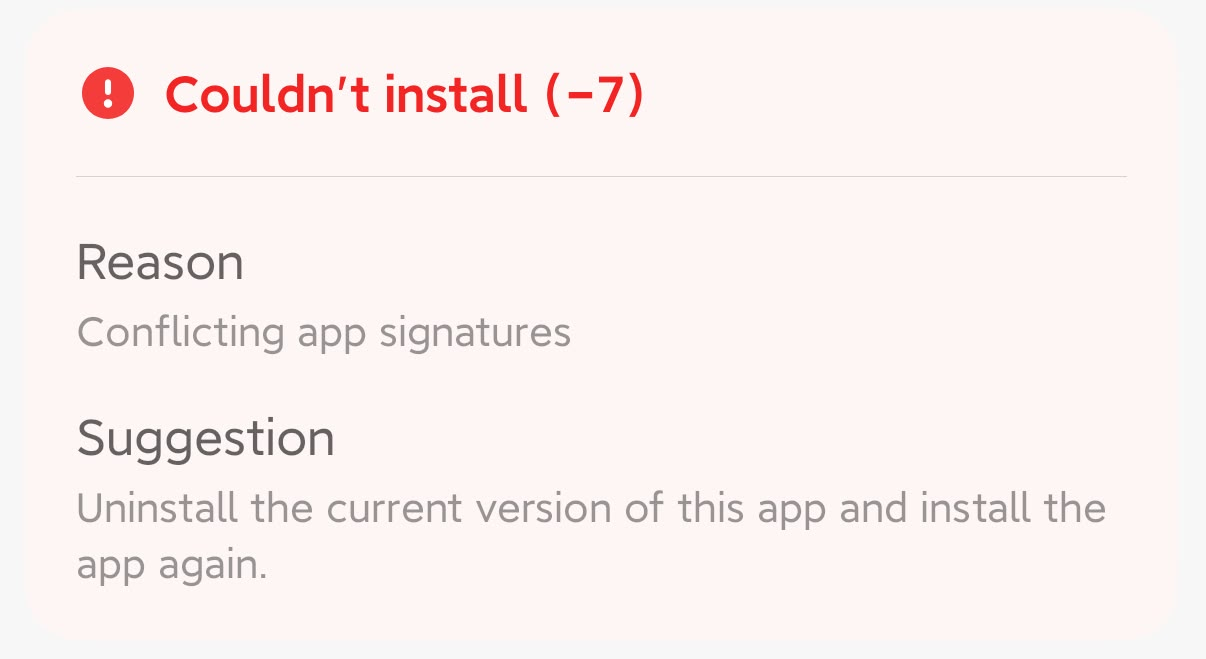 Couldn't install (-7)
Reason
Conflicting app signatures
Suggestion
Uninstall the current version of this app and install the
app again.